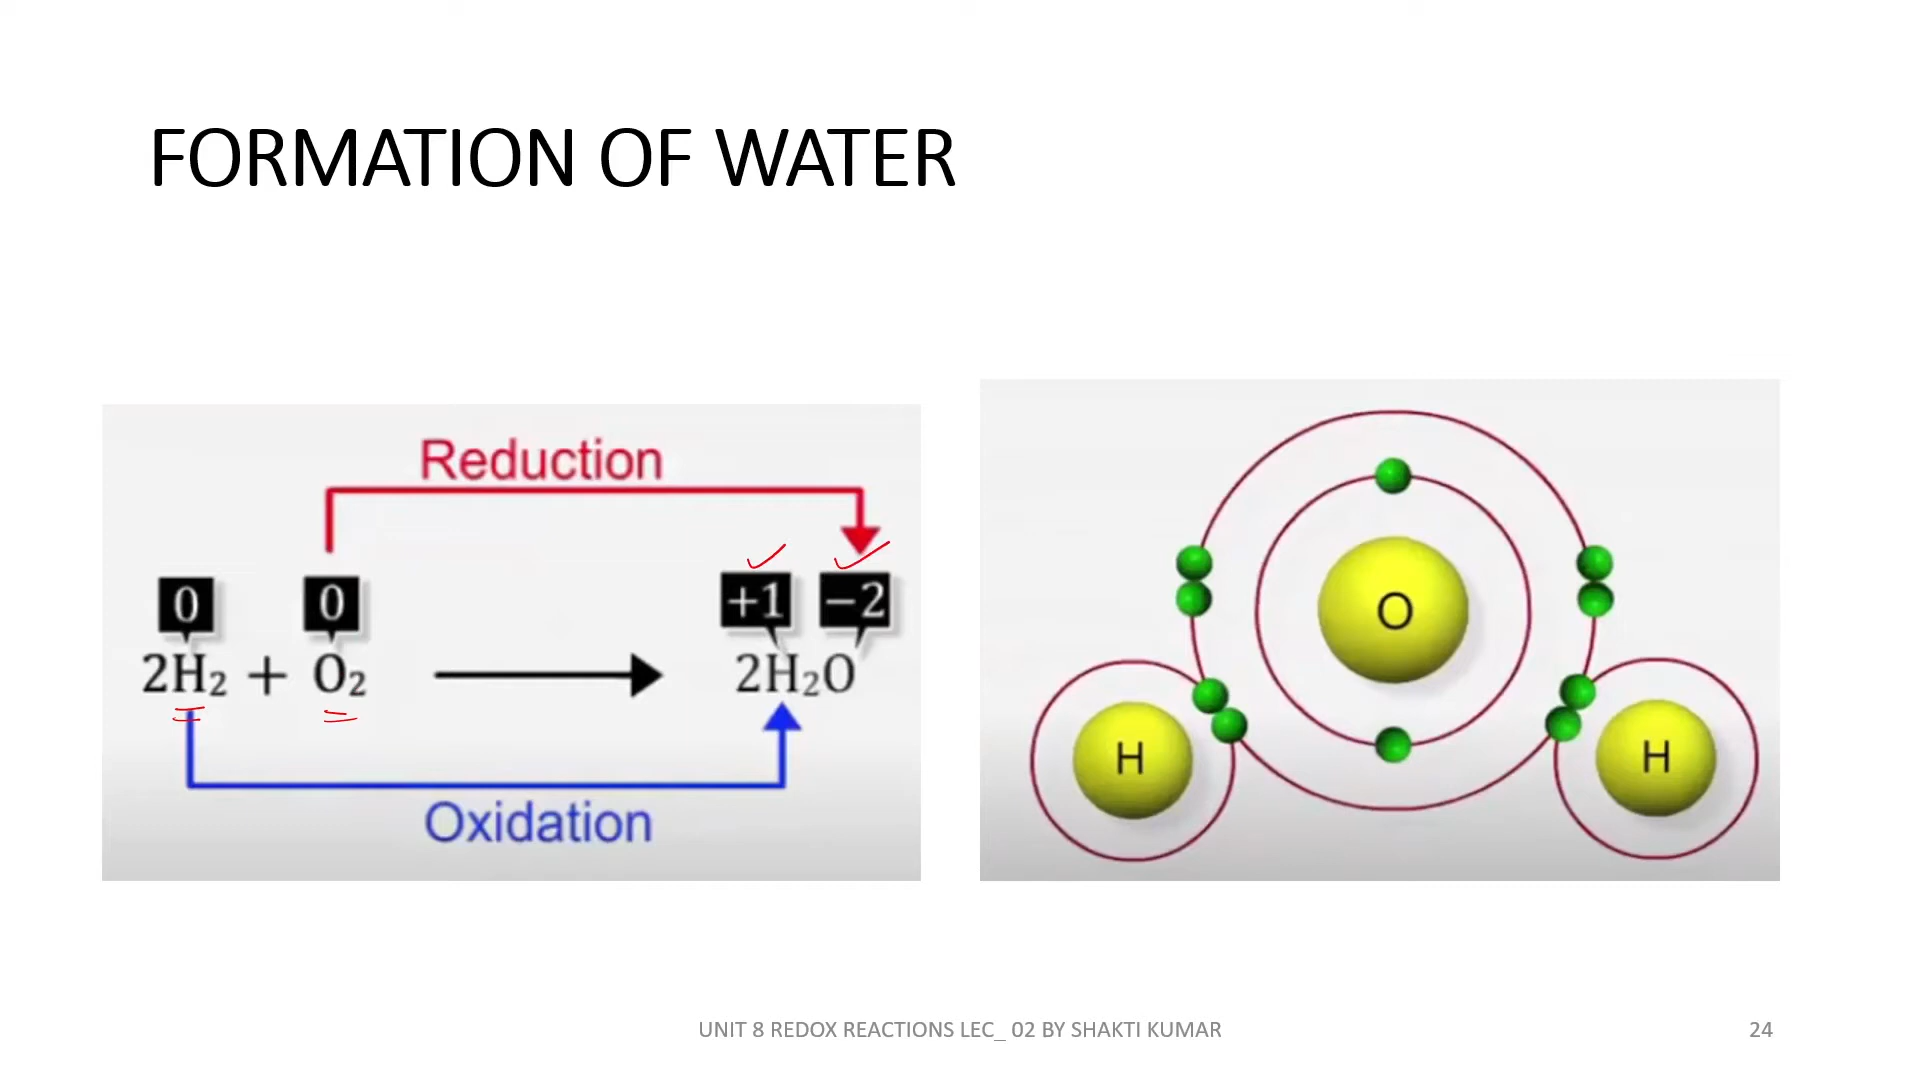 FORMATION OF WATER
Reduction
0 0 +1 −2
2H₂ + O₂ → 2H₂O
Oxidation
O
H H
UNIT 8 REDOX REACTIONS LEC_ 02 BY SHAKTI KUMAR
24